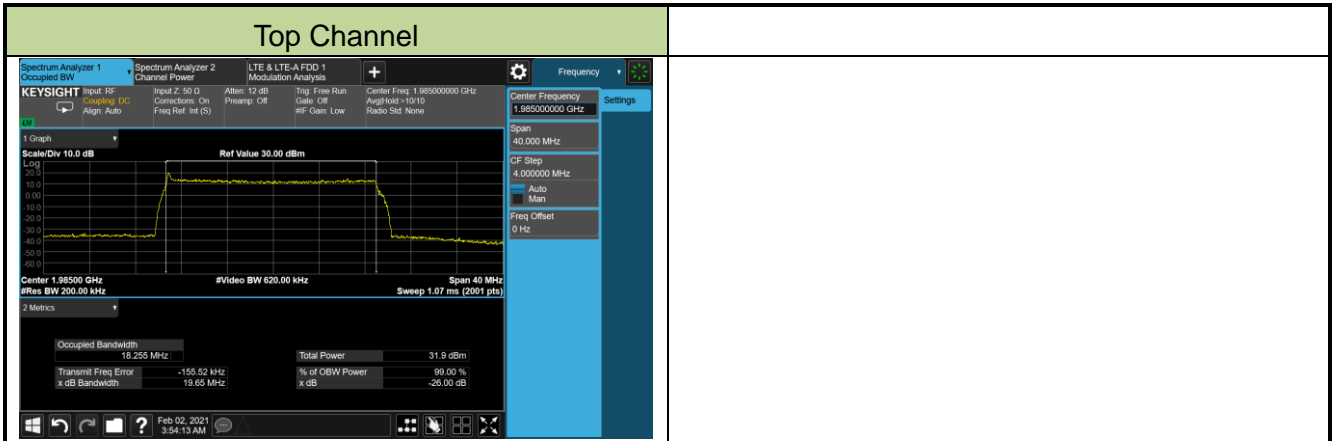 Top Channel
Spectrum Analyzer 1
Occupied BW
Spectrum Analyzer 2
Channel Power
LTE & LTE-A FDD 1
Modulation Analysis
Frequency
KEYSIGHT
Input: RF
Coupling: DC
Align: Auto
Input Z: 50 Ω
Corrections: On
Freq Ref: Int (S)
Atten: 12 dB
Preamp: Off
Trig: Free Run
Gate: Off
#IF Gain: Low
Center Freq: 1.985000000 GHz
Avg|Hold:>10/10
Radio Std: None
Center Frequency
1.985000000 GHz
Settings
Span
40.000 MHz
CF Step
4.000000 MHz
Auto
Man
Freq Offset
0 Hz
1 Graph
Scale/Div 10.0 dB
Ref Value 30.00 dBm
Log
20.0
10.0
0.00
-10.0
-20.0
-30.0
-40.0
-50.0
-60.0
Center 1.98500 GHz
#Video BW 620.00 kHz
Span 40 MHz
#Res BW 200.00 kHz
Sweep 1.07 ms (2001 pts)
2 Metrics
Occupied Bandwidth
18.255 MHz
Total Power 31.9 dBm
Transmit Freq Error -155.52 kHz
% of OBW Power 99.00 %
x dB Bandwidth 19.65 MHz
x dB -26.00 dB
?
Feb 02, 2021
3:54:13 AM